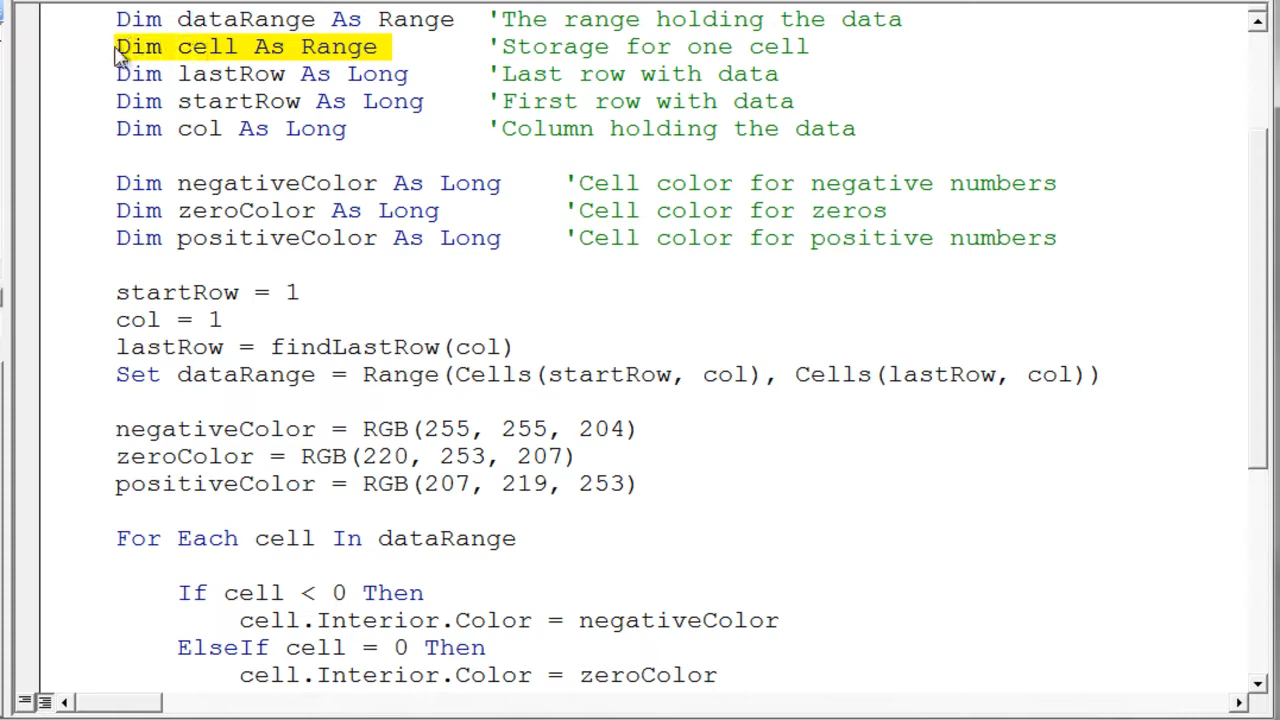 Dim dataRange As Range 'The range holding the data
Dim cell As Range 'Storage for one cell
Dim lastRow As Long 'Last row with data
Dim startRow As Long 'First row with data
Dim col As Long 'Column holding the data
Dim negativeColor As Long 'Cell color for negative numbers
Dim zeroColor As Long 'Cell color for zeros
Dim positiveColor As Long 'Cell color for positive numbers
startRow = 1
col = 1
lastRow = findLastRow(col)
Set dataRange = Range(Cells(startRow, col), Cells(lastRow, col))
negativeColor = RGB(255, 255, 204)
zeroColor = RGB(220, 253, 207)
positiveColor = RGB(207, 219, 253)
For Each cell In dataRange
If cell < 0 Then
cell.Interior.Color = negativeColor
ElseIf cell = 0 Then
cell.Interior.Color = zeroColor